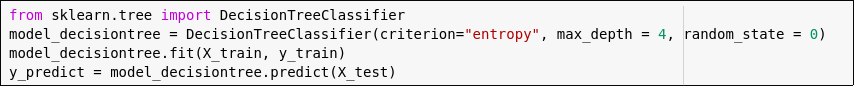 from sklearn.tree import DecisionTreeClassifier
model_decisiontree = DecisionTreeClassifier(criterion="entropy", max_depth = 4, random_state = 0)
model_decisiontree.fit(X_train, y_train)
y_predict = model_decisiontree.predict(X_test)